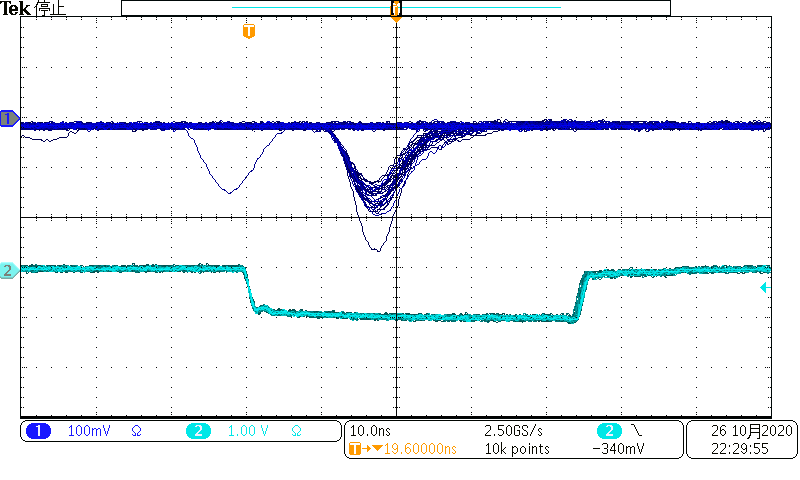 Tek 停止
T
1
2
1 100mV Ω 2 1.00 V Ω
10.0ns 2.50GS/s 2
T→▼19.60000ns 10k points −340mV
26 10月2020
22:29:55